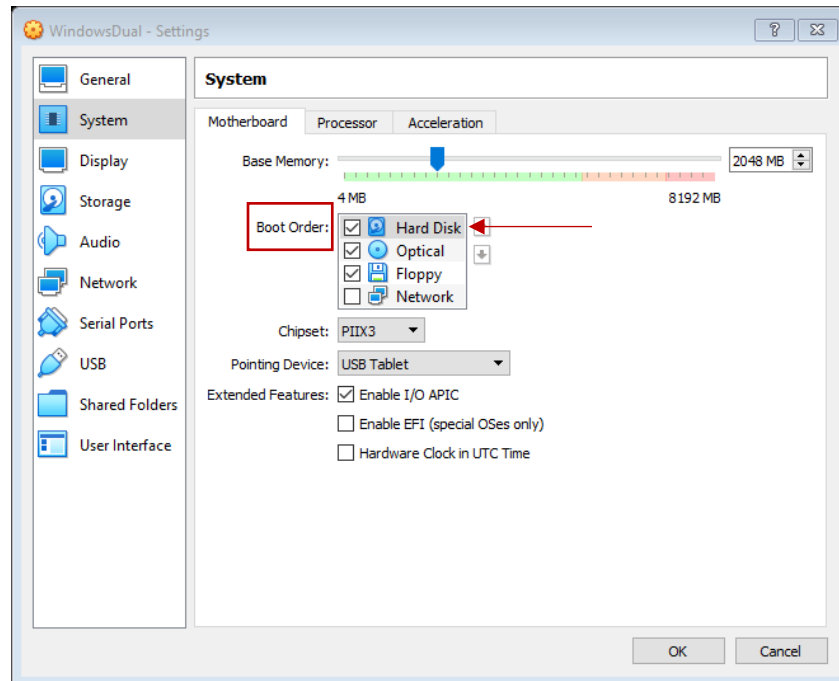 WindowsDual - Settings
?
General
System
Display
Storage
Audio
Network
Serial Ports
USB
Shared Folders
User Interface
System
Motherboard Processor Acceleration
Base Memory: 2048 MB
4 MB 8192 MB
Boot Order: Hard Disk
Optical
Floppy
Network
Chipset: PIIX3
Pointing Device: USB Tablet
Extended Features: Enable I/O APIC
Enable EFI (special OSes only)
Hardware Clock in UTC Time
OK Cancel